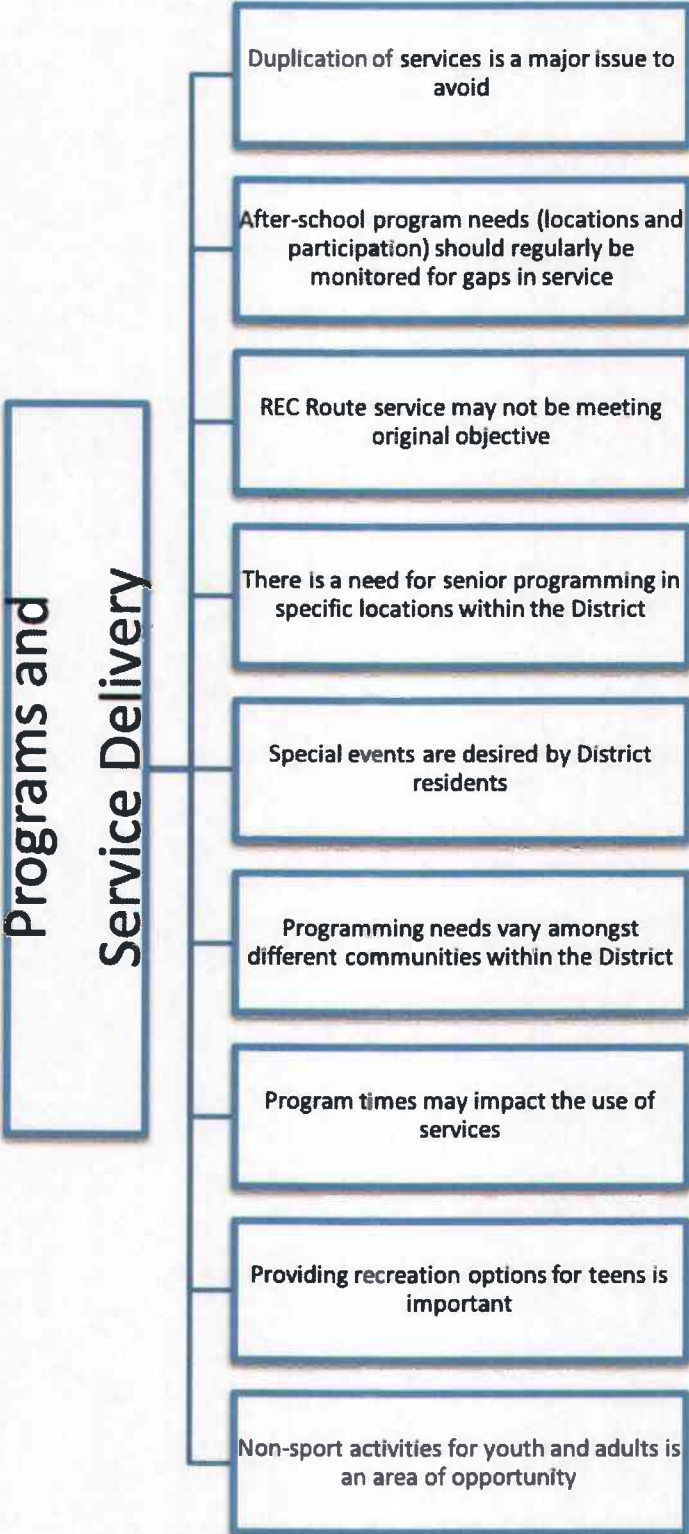 Programs and
Service Delivery
Duplication of services is a major issue to
avoid
After-school program needs (locations and
participation) should regularly be
monitored for gaps in service
REC Route service may not be meeting
original objective
There is a need for senior programming in
specific locations within the District
Special events are desired by District
residents
Programming needs vary amongst
different communities within the District
Program times may impact the use of
services
Providing recreation options for teens is
important
Non-sport activities for youth and adults is
an area of opportunity